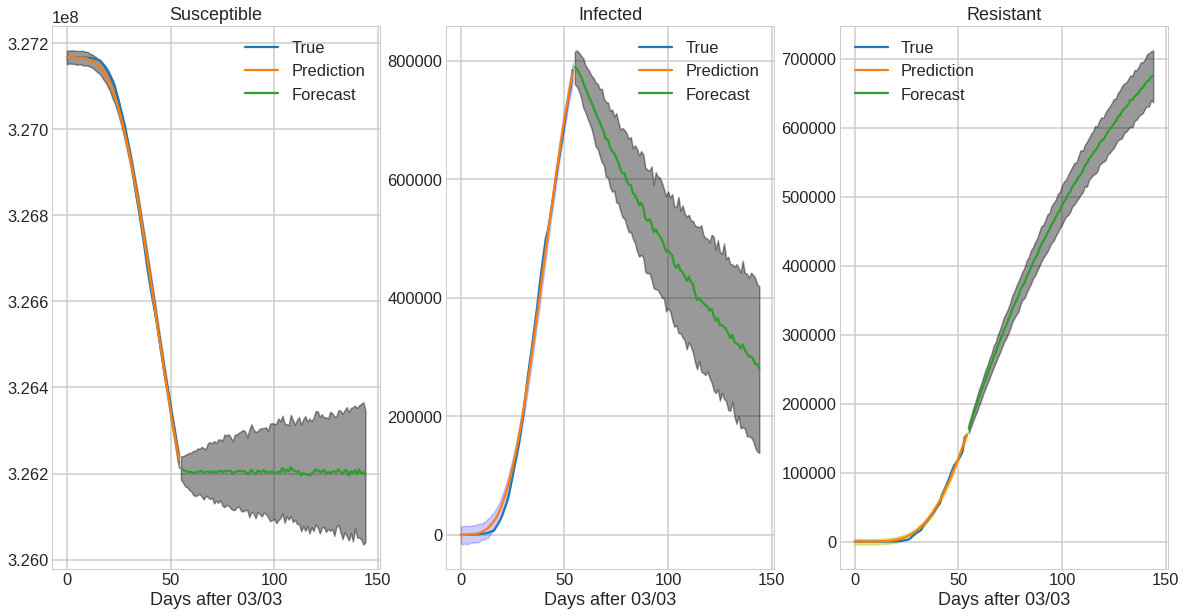 Susceptible
1e8
3.272
3.270
3.268
3.266
3.264
3.262
3.260
True
Prediction
Forecast
0 50 100 150
Days after 03/03
Infected
800000
600000
400000
200000
0
True
Prediction
Forecast
0 50 100 150
Days after 03/03
Resistant
700000
600000
500000
400000
300000
200000
100000
0
True
Prediction
Forecast
0 50 100 150
Days after 03/03